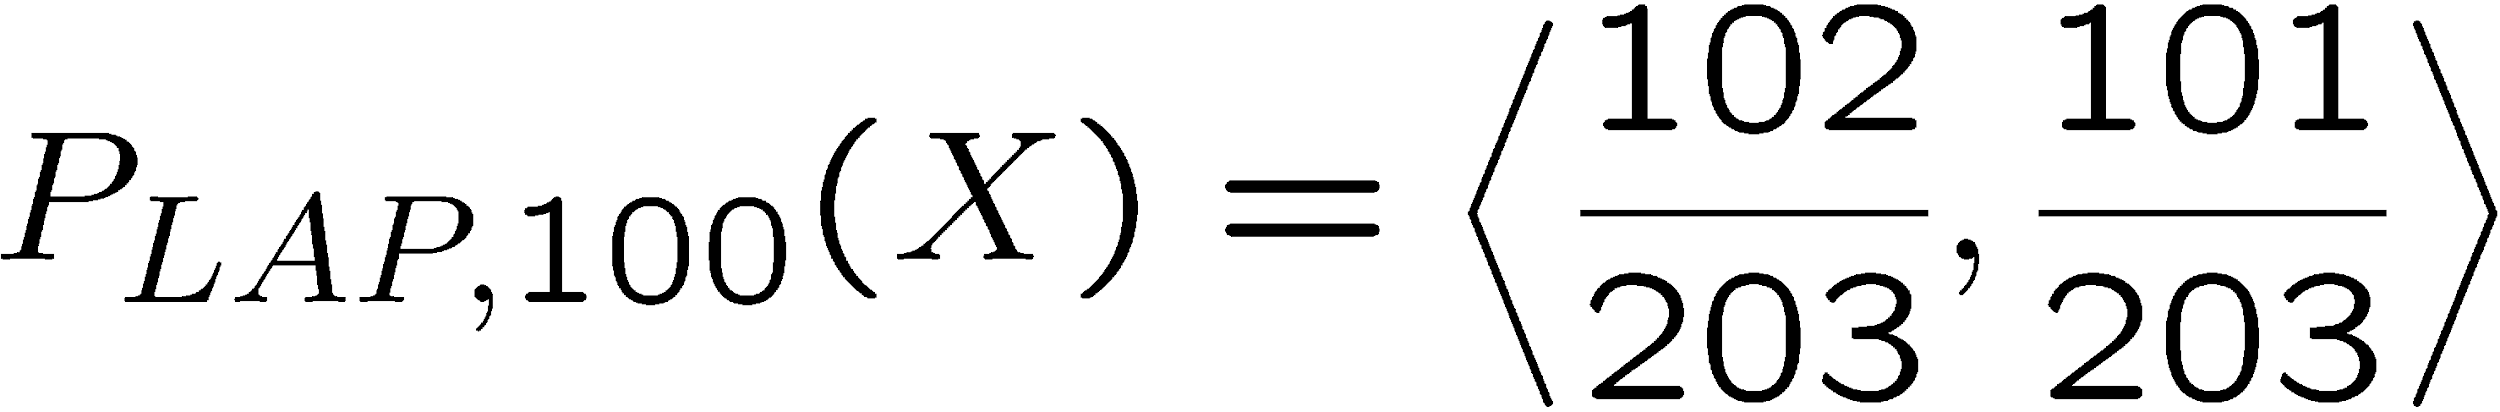 P_{LAP,100}(X) = ⟨102/203, 101/203⟩